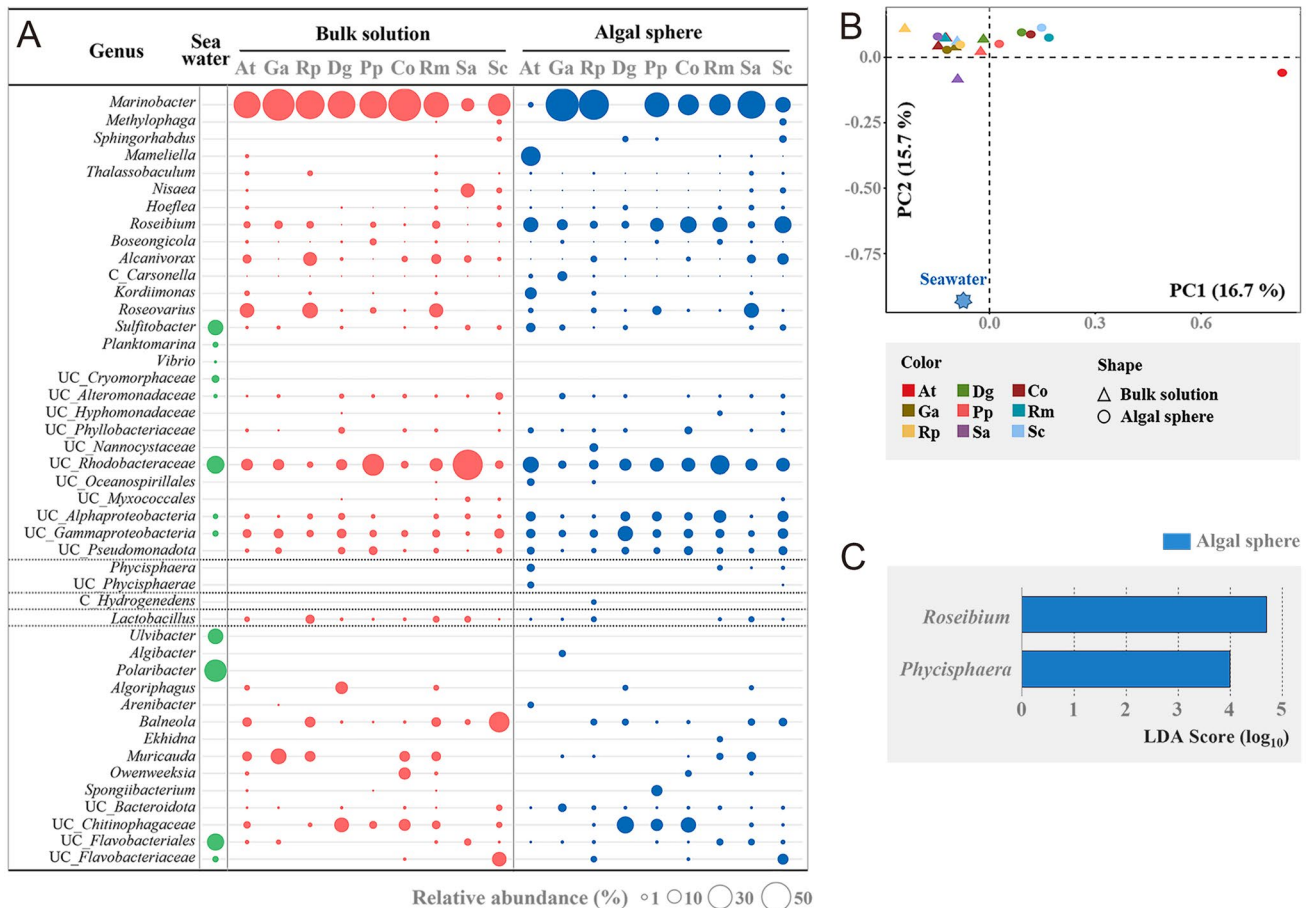 A
Genus
Sea water
Bulk solution
Algal sphere
At Ga Rp Dg Pp Co Rm Sa Sc
At Ga Rp Dg Pp Co Rm Sa Sc
Marinobacter
Methylophaga
Sphingorhabdus
Mameliella
Thalassobaculum
Nisaea
Hoeflea
Roseibium
Boseongicola
Alcanivorax
C_Carsonella
Kordiimonas
Roseovarius
Sulfitobacter
Planktomarina
Vibrio
UC_Cryomorphaceae
UC_Alteromonadaceae
UC_Hyphomonadaceae
UC_Phyllobacteriaceae
UC_Nannocystaceae
UC_Rhodobacteraceae
UC_Oceanospirillales
UC_Myxococcales
UC_Alphaproteobacteria
UC_Gammaproteobacteria
UC_Pseudomonadota
Phycisphaera
UC_Phycisphaerae
C_Hydrogenedens
Lactobacillus
Ulvibacter
Algibacter
Polaribacter
Algoriphagus
Arenibacter
Balneola
Ekhidna
Muricauda
Owenweeksia
Spongiibacterium
UC_Bacteroidota
UC_Chitinophagaceae
UC_Flavobacteriales
UC_Flavobacteriaceae
Relative abundance (%) 1 10 30 50
B
0.0
-0.25
-0.50
-0.75
PC2 (15.7 %)
Seawater
PC1 (16.7 %)
0.0 0.3 0.6
Color
At Dg Co
Ga Pp Rm
Rp Sa Sc
Shape
Bulk solution
Algal sphere
C
Algal sphere
Roseibium
Phycisphaera
0 1 2 3 4 5
LDA Score (log10)